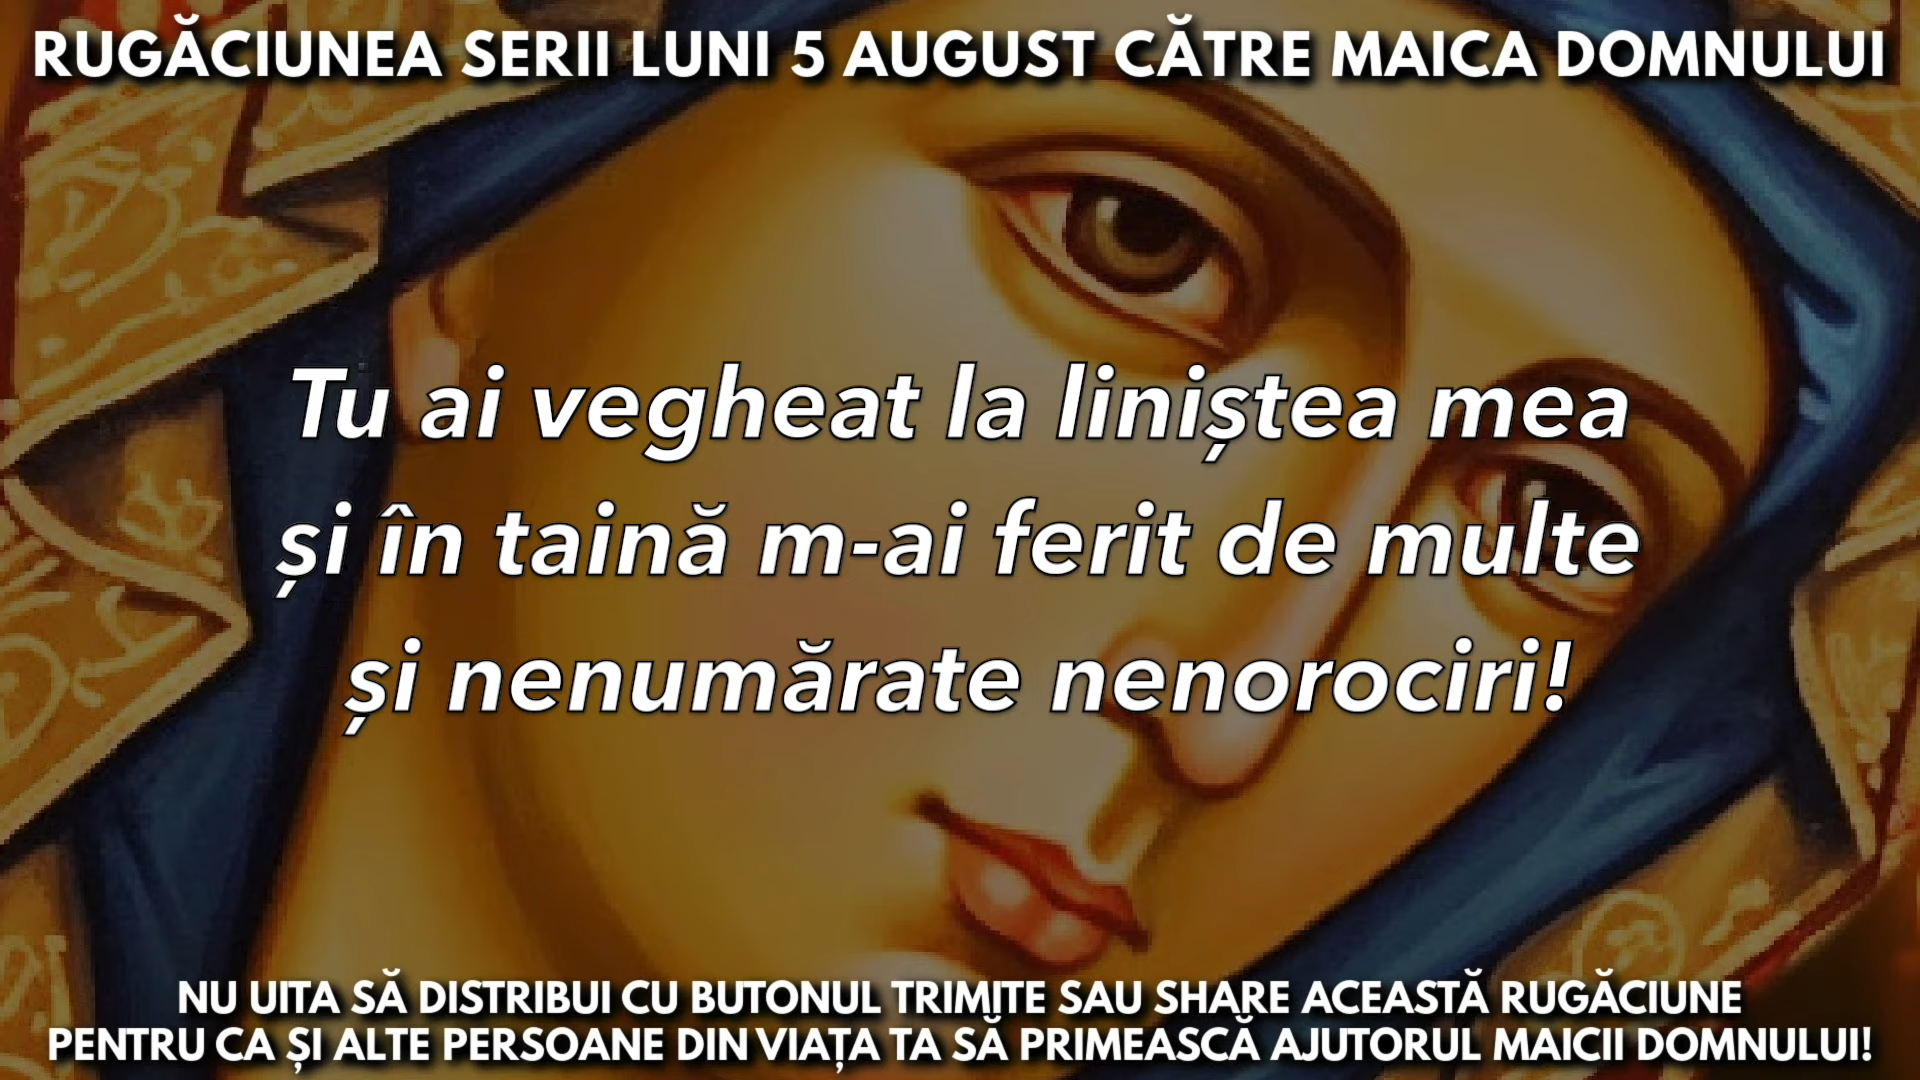 RUGĂCIUNEA SERII LUNI 5 AUGUST CĂTRE MAICA DOMNULUI
Tu ai vegheat la liniștea mea
și în taină m-ai ferit de multe
și nenumărate nenorociri!
NU UITA SĂ DISTRIBUI CU BUTONUL TRIMITE SAU SHARE ACEASTĂ RUGĂCIUNE
PENTRU CA ȘI ALTE PERSOANE DIN VIAȚA TA SĂ PRIMEASCĂ AJUTORUL MAICII DOMNULUI!